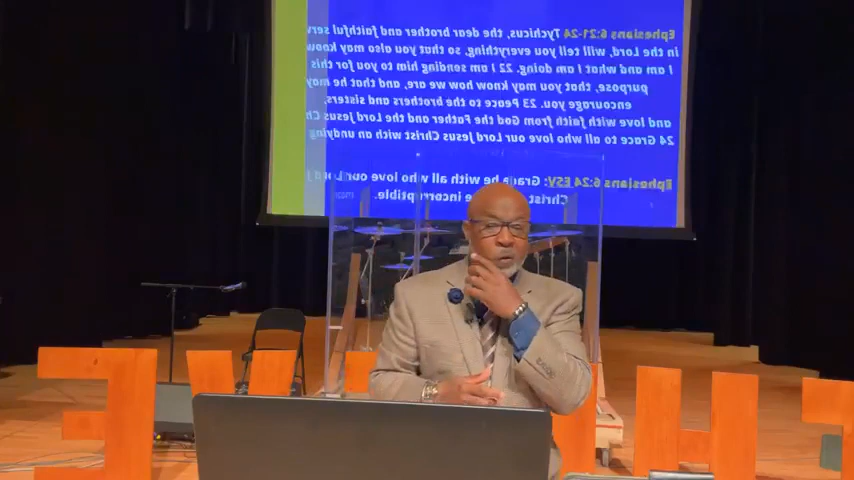 Ephesians 6:21-24 Tychicus, the dear brother and faithful serv
in the Lord, will tell you everything, so that you also may know
I am and what I am doing. 22 I am sending him to you for this
purpose, that you may know how we are, and that he may
encourage you. 23 Peace to the brothers and sisters,
and love with faith from God the Father and the Lord Jesus Ch
24 Grace to all who love our Lord Jesus Christ with an undying
Ephesians 6:24 ESV: Grace be with all who love our Lord J
Christ incorruptible.